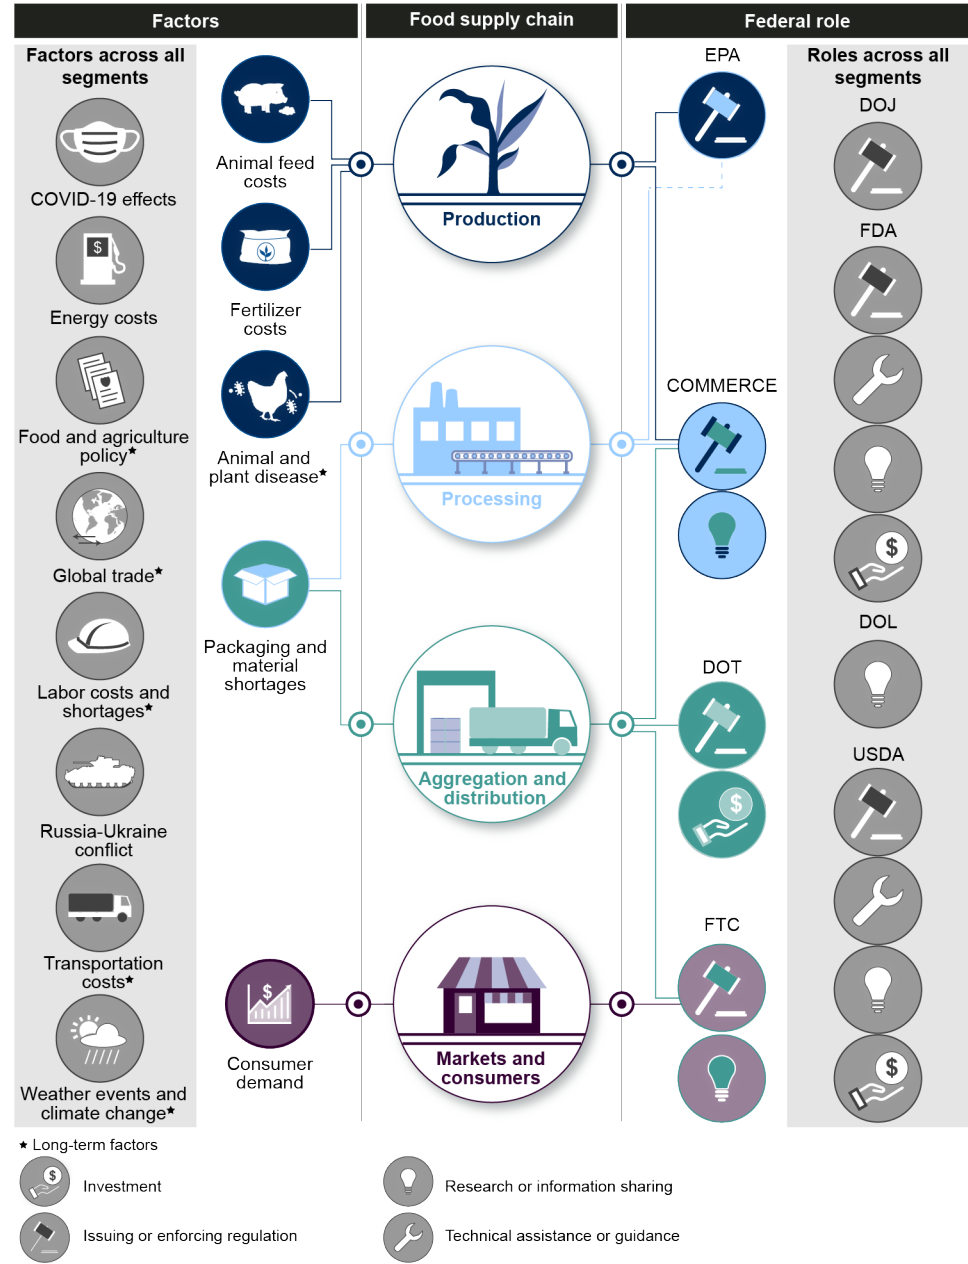 Factors
Food supply chain
Federal role
Factors across all
segments
COVID-19 effects
Energy costs
Food and agriculture
policy★
Global trade★
Labor costs and
shortages★
Russia-Ukraine
conflict
Transportation
costs★
Weather events and
climate change★
Animal feed
costs
Fertilizer
costs
Animal and
plant disease★
Packaging and
material
shortages
Consumer
demand
Production
Processing
Aggregation and
distribution
Markets and
consumers
EPA
COMMERCE
DOT
$
FTC
Roles across all
segments
DOJ
FDA
$
DOL
USDA
$
$
$
★ Long-term factors
$
Investment
Issuing or enforcing regulation
Research or information sharing
Technical assistance or guidance